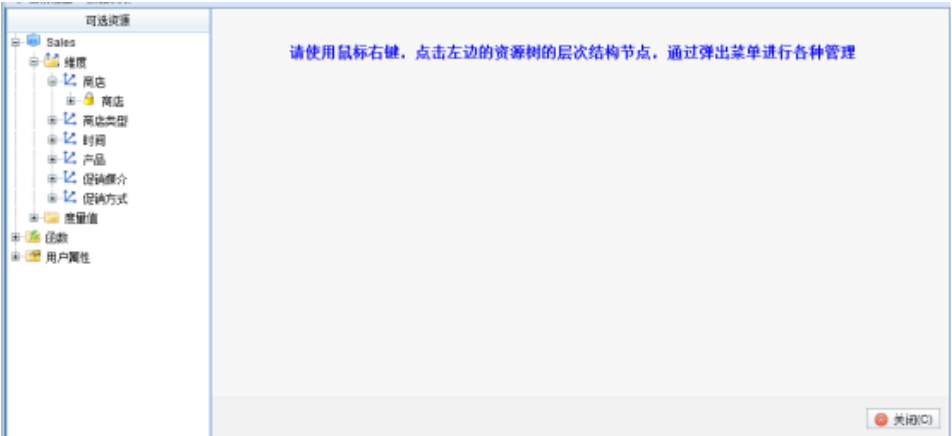 可选资源
Sales
维度
商店
商店
商店类型
时间
产品
促销媒介
促销方式
度量值
函数
用户属性
请使用鼠标右键，点击左边的资源树的层次结构节点，通过弹出菜单进行各种管理
关闭(C)